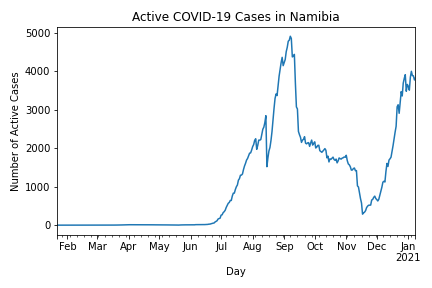 Active COVID-19 Cases in Namibia
5000
4000
3000
2000
1000
0
Number of Active Cases
Feb Mar Apr May Jun Jul Aug Sep Oct Nov Dec Jan
2021
Day